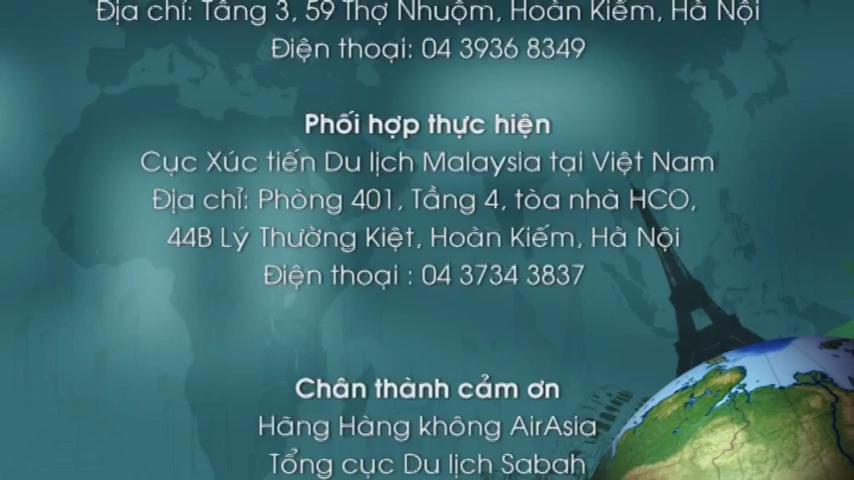 Địa chỉ: Tầng 3, 59 Thợ Nhuộm, Hoàn Kiếm, Hà Nội
Điện thoại: 04 3936 8349
Phối hợp thực hiện
Cục Xúc tiến Du lịch Malaysia tại Việt Nam
Địa chỉ: Phòng 401, Tầng 4, tòa nhà HCO,
44B Lý Thường Kiệt, Hoàn Kiếm, Hà Nội
Điện thoại : 04 3734 3837
Chân thành cảm ơn
Hãng Hàng không AirAsia
Tổng cục Du lịch Sabah